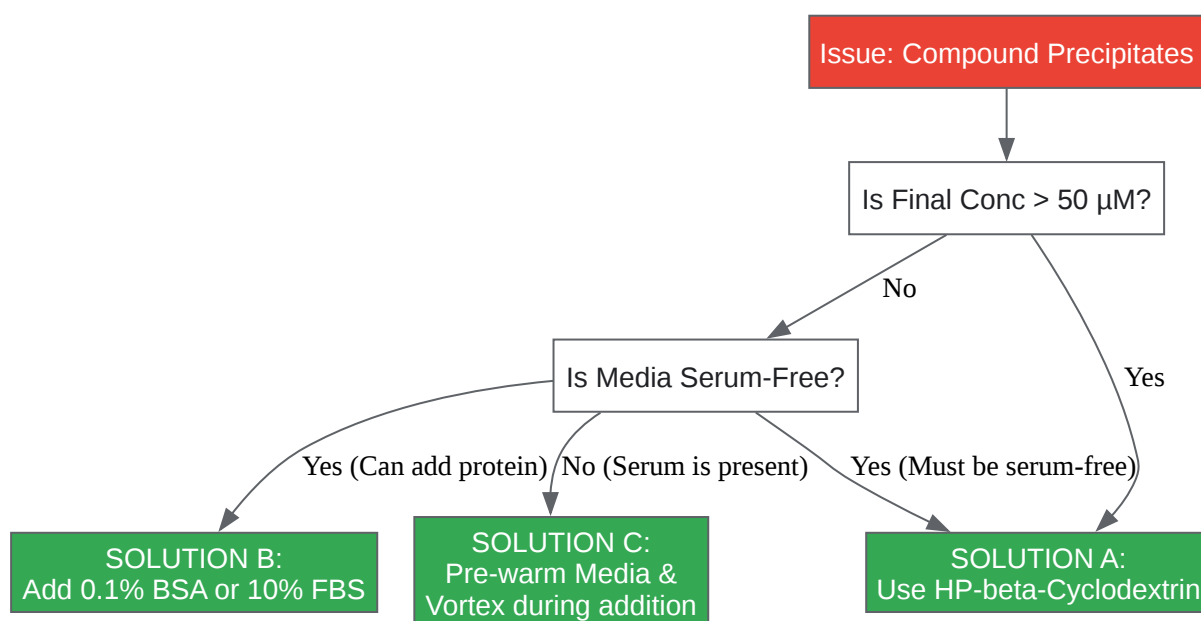 Issue: Compound Precipitates
Is Final Conc > 50 µM?
No
Yes
Is Media Serum-Free?
Yes (Can add protein)
No (Serum is present)
Yes (Must be serum-free)
SOLUTION B:
Add 0.1% BSA or 10% FBS
SOLUTION C:
Pre-warm Media &
Vortex during addition
SOLUTION A:
Use HP-beta-Cyclodextrin